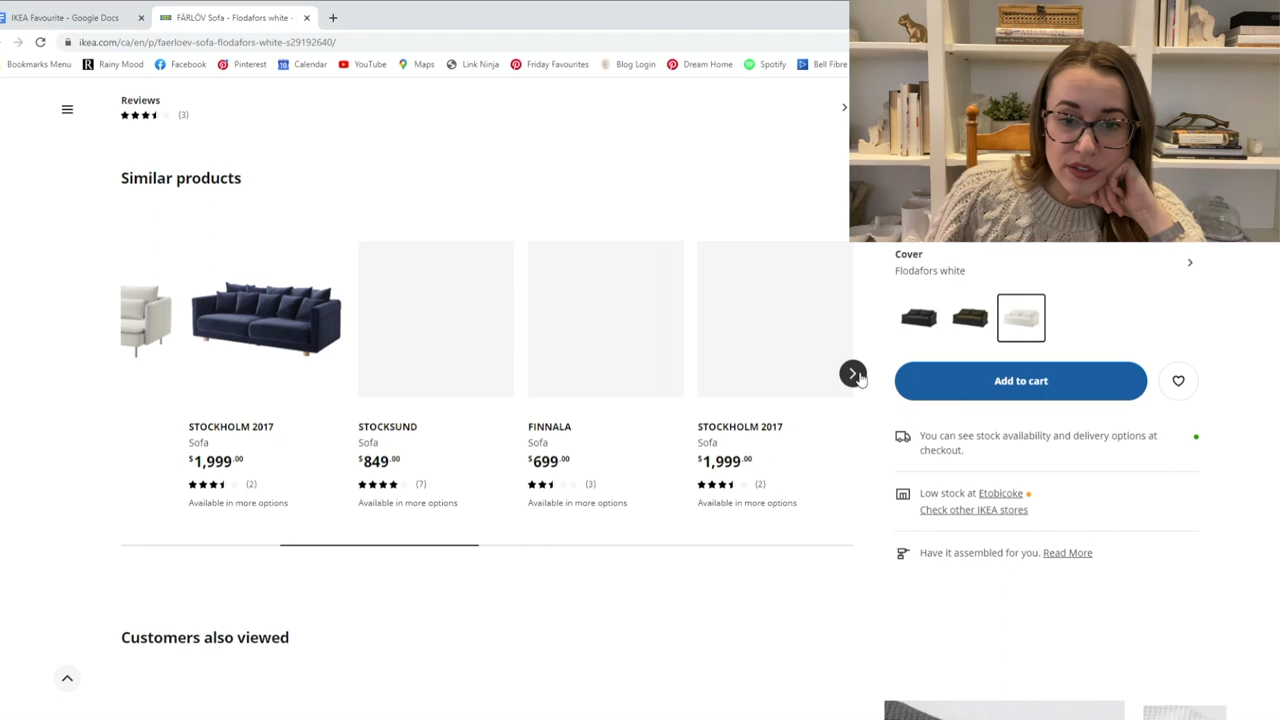 IKEA Favourite - Google Docs
FÄRLÖV Sofa - Flodafors white -
ikea.com/ca/en/p/faerloev-sofa-flodafors-white-s29192640/
Bookmarks Menu
Rainy Mood
Facebook
Pinterest
Calendar
YouTube
Maps
Link Ninja
Friday Favourites
Blog Login
Dream Home
Spotify
Bell Fibre
Reviews
(3)
Similar products
STOCKHOLM 2017
Sofa
$1,999.00
(2)
Available in more options
STOCKSUND
Sofa
$849.00
(7)
Available in more options
FINNALA
Sofa
$699.00
(3)
Available in more options
STOCKHOLM 2017
Sofa
$1,999.00
(2)
Available in more options
Customers also viewed
Cover
Flodafors white
Add to cart
You can see stock availability and delivery options at
checkout.
Low stock at Etobicoke
Check other IKEA stores
Have it assembled for you. Read More